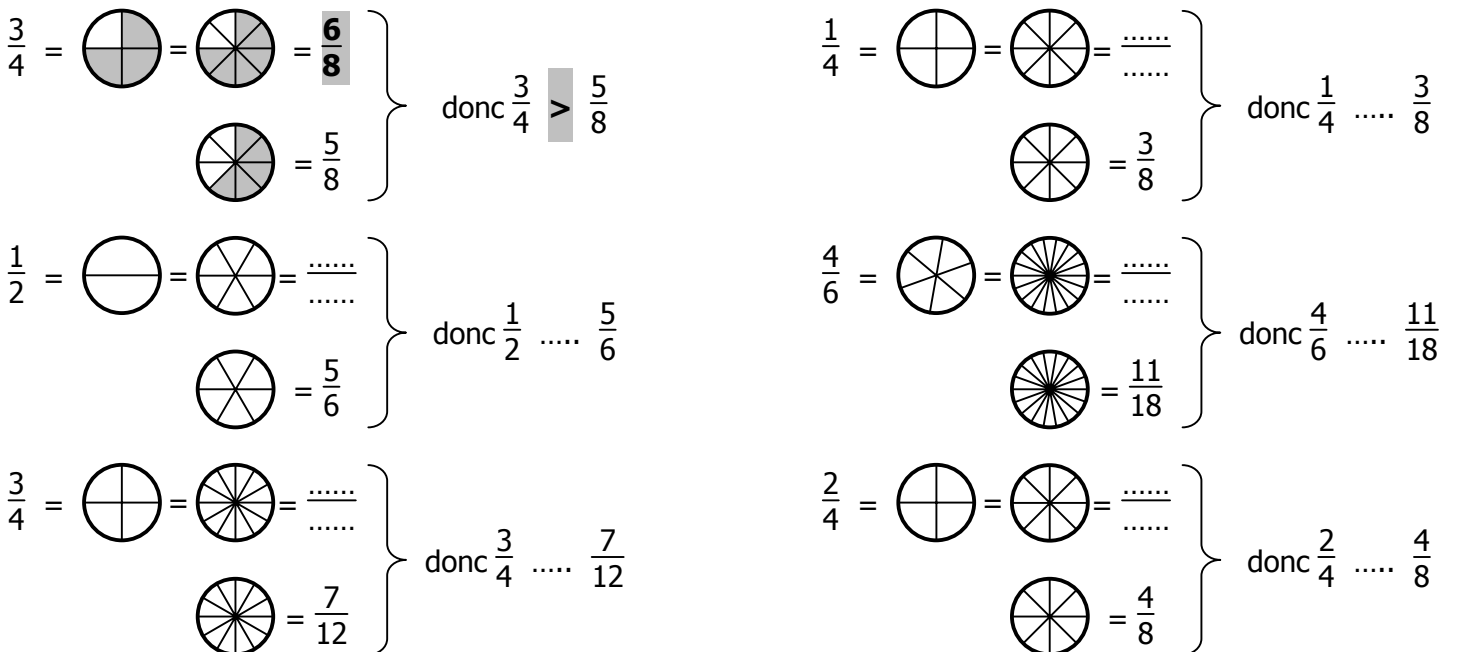 3/4 = = = 6/8
= 5/8
donc 3/4 > 5/8
1/4 = = = ....../......
= 3/8
donc 1/4 ..... 3/8
1/2 = = = ....../......
= 5/6
donc 1/2 ..... 5/6
4/6 = = = ....../......
= 11/18
donc 4/6 ..... 11/18
3/4 = = = ....../......
= 7/12
donc 3/4 ..... 7/12
2/4 = = = ....../......
= 4/8
donc 2/4 ..... 4/8